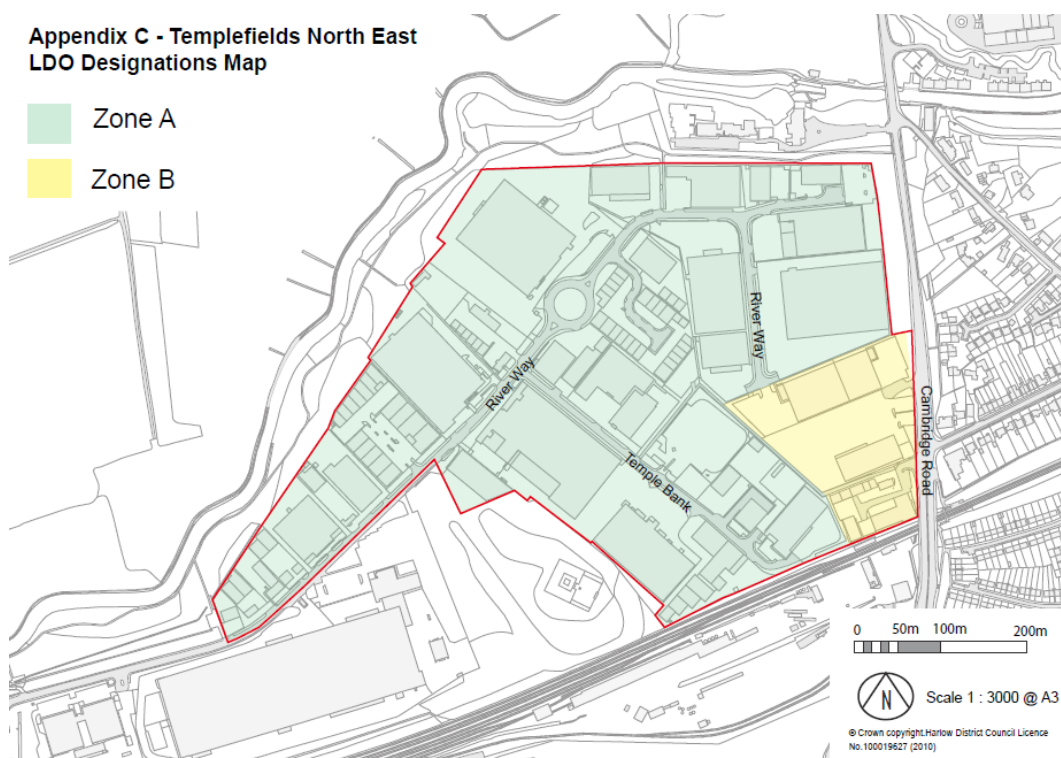 Appendix C - Templefields North East
LDO Designations Map
Zone A
Zone B
River Way
River Way
Temple Bank
Cambridge Road
0 50m 100m 200m
N
Scale 1 : 3000 @ A3
© Crown copyright.Harlow District Council Licence
No.100019627 (2010)